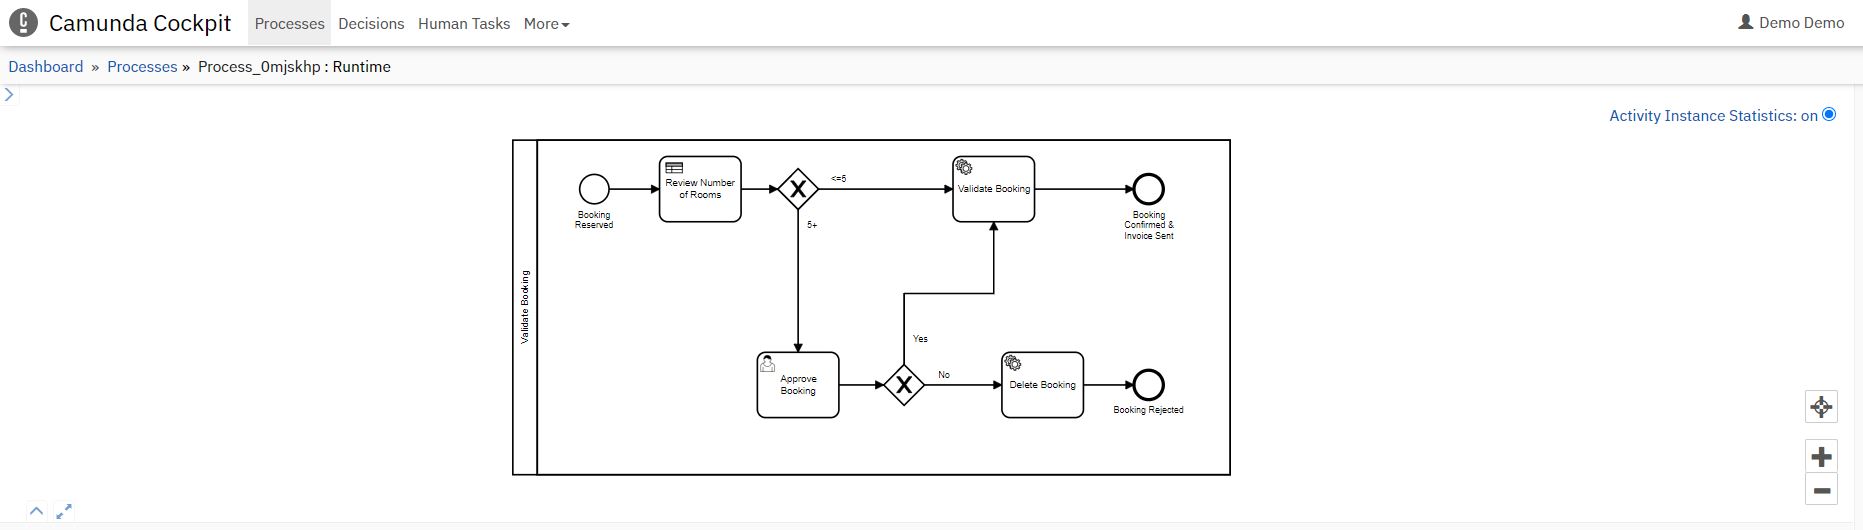 Camunda Cockpit Processes Decisions Human Tasks More Demo Demo
Dashboard » Processes » Process_0mjskhp : Runtime
Activity Instance Statistics: on
Validate Booking
Booking
Reserved
Review Number
of Rooms
X
<=5
5+
Validate Booking
Booking
Confirmed &
Invoice Sent
Approve
Booking
X
Yes
No
Delete Booking
Booking Rejected